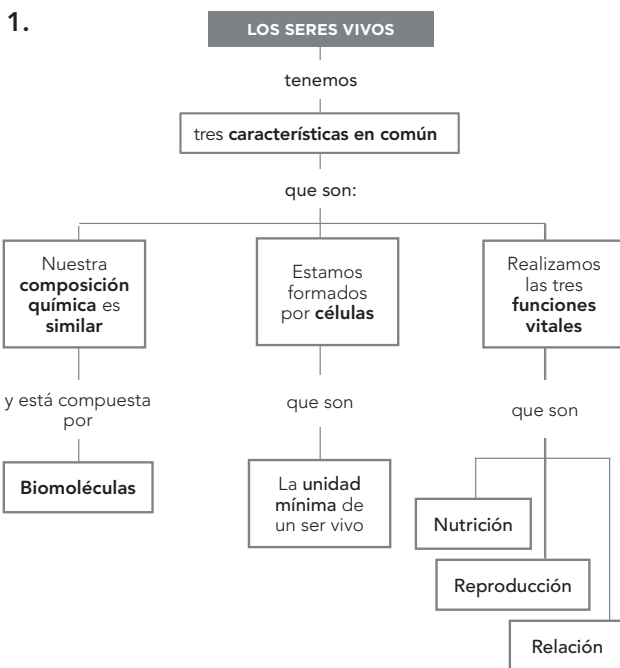 1.
LOS SERES VIVOS
tenemos
tres características en común
que son:
Nuestra
composición
química es
similar
y está compuesta
por
Biomoléculas
Estamos
formados
por células
que son
La unidad
mínima de
un ser vivo
Realizamos
las tres
funciones
vitales
que son
Nutrición
Reproducción
Relación